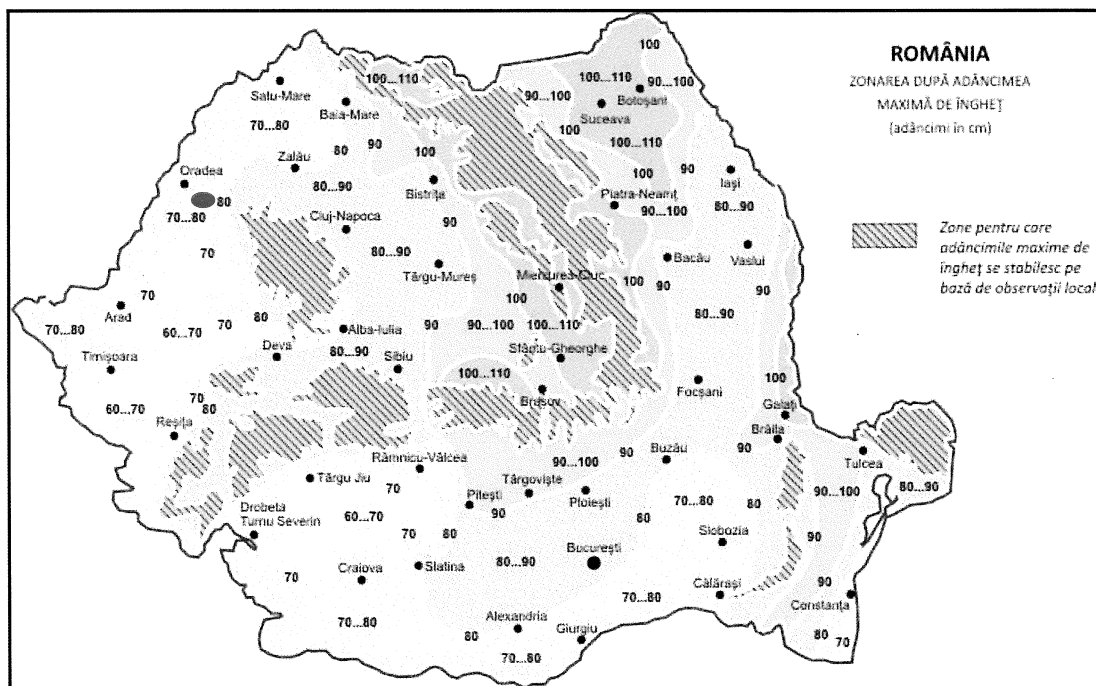 ROMÂNIA
ZONAREA DUPĂ ADÂNCIMEA
MAXIMĂ DE ÎNGHEȚ
(adâncimi în cm)
Zone pentru care
adâncimile maxime de
îngheț se stabilesc pe
bază de observații local
100
100...110
100...110
90...100
90...100
Satu-Mare
Baia-Mare
Botoșani
Suceava
70...80
80
90
100
100
100...110
Zalău
Oradea
80
80...90
Bistrița
100
90
Iași
Piatra-Neamț
70...80
90...100
80...90
Cluj-Napoca
90
70
80...90
Târgu-Mureș
Bacău
Vaslui
Miercurea-Ciuc
100
90
90
70
Arad
100
70...80
60...70
70
80
Alba-Iulia
90
90...100
100...110
80...90
Timișoara
Deva
80...90
Sibiu
Sfântu-Gheorghe
100...110
Brașov
Focșani
100
70
80
60...70
Reșița
Galați
Brăila
Râmnicu-Vâlcea
90...100
90
Buzău
90
Tulcea
Târgu Jiu
70
Târgoviște
Pitești
Ploiești
70...80
80
90...100
80...90
Drobeta
Turnu Severin
60...70
90
80
70
80
București
Slobozia
90
70
Craiova
Slatina
80...90
70...80
Călărași
90
Constanța
70...80
Alexandria
80
Giurgiu
70...80
80
70